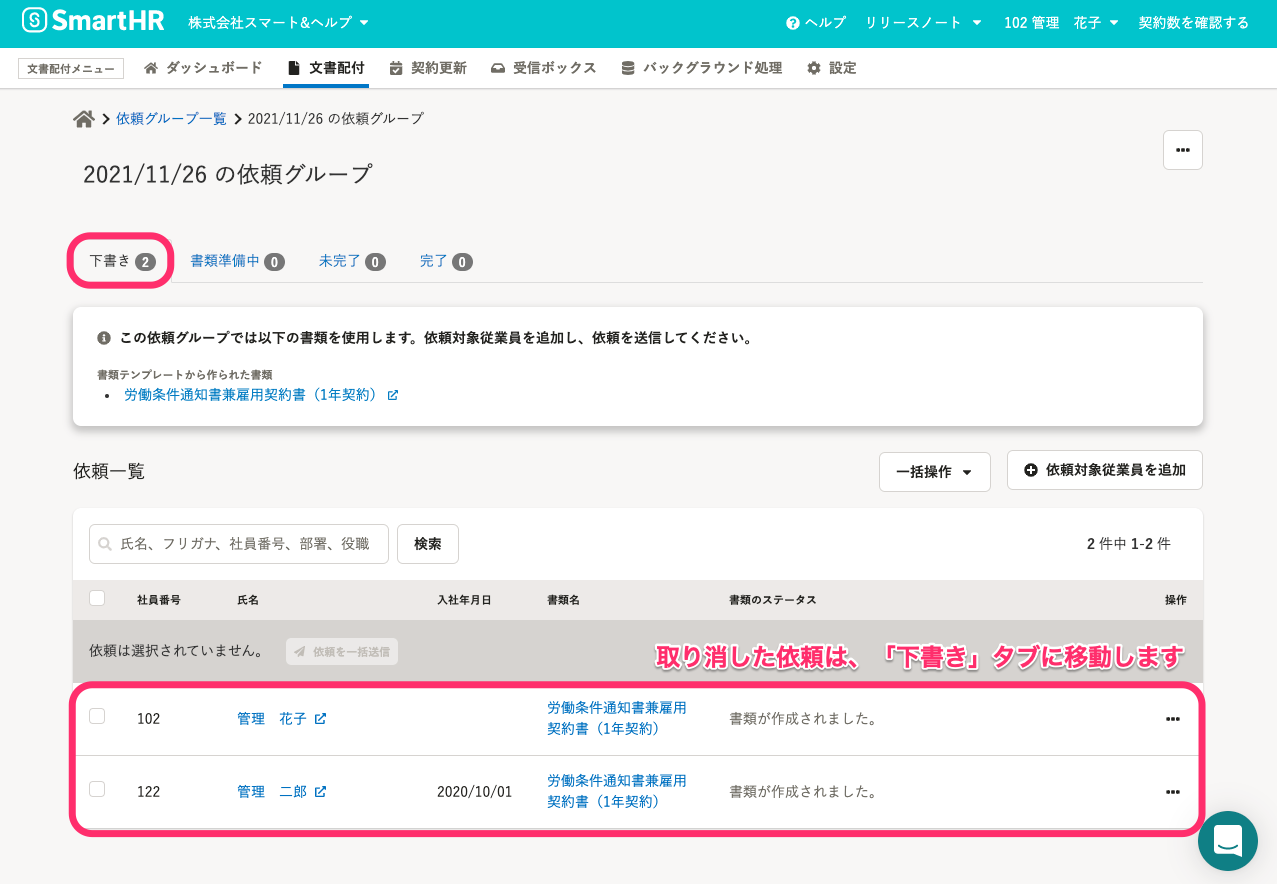 SmartHR 株式会社スマート&ヘルプ ヘルプ リリースノート 102 管理 花子 契約数を確認する
文書配付メニュー ダッシュボード 文書配付 契約更新 受信ボックス バックグラウンド処理 設定
依頼グループ一覧 2021/11/26 の依頼グループ
2021/11/26 の依頼グループ
下書き 2 書類準備中 0 未完了 0 完了 0
この依頼グループでは以下の書類を使用します。依頼対象従業員を追加し、依頼を送信してください。
書類テンプレートから作られた書類
• 労働条件通知書兼雇用契約書（1年契約）
依頼一覧 一括操作 依頼対象従業員を追加
氏名、フリガナ、社員番号、部署、役職 検索 2 件中 1-2 件
社員番号 氏名 入社年月日 書類名 書類のステータス 操作
依頼は選択されていません。 依頼を一括送信 取り消した依頼は、「下書き」タブに移動します
102 管理 花子 労働条件通知書兼雇用 書類が作成されました。
契約書（1年契約）
122 管理 二郎 2020/10/01 労働条件通知書兼雇用 書類が作成されました。
契約書（1年契約）